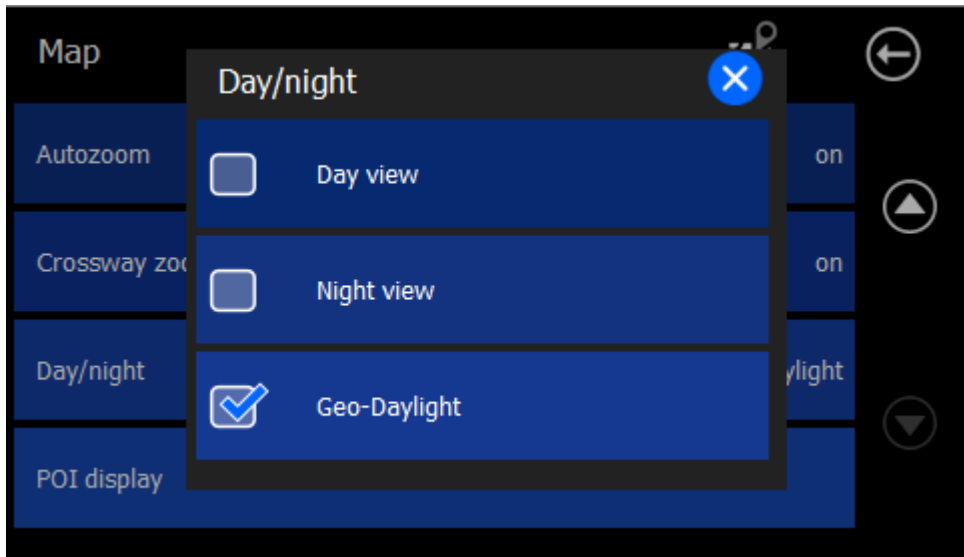 Map
Day/night
Autozoom
on
Day view
Crossway zoo
on
Night view
Day/night
ylight
Geo-Daylight
POI display